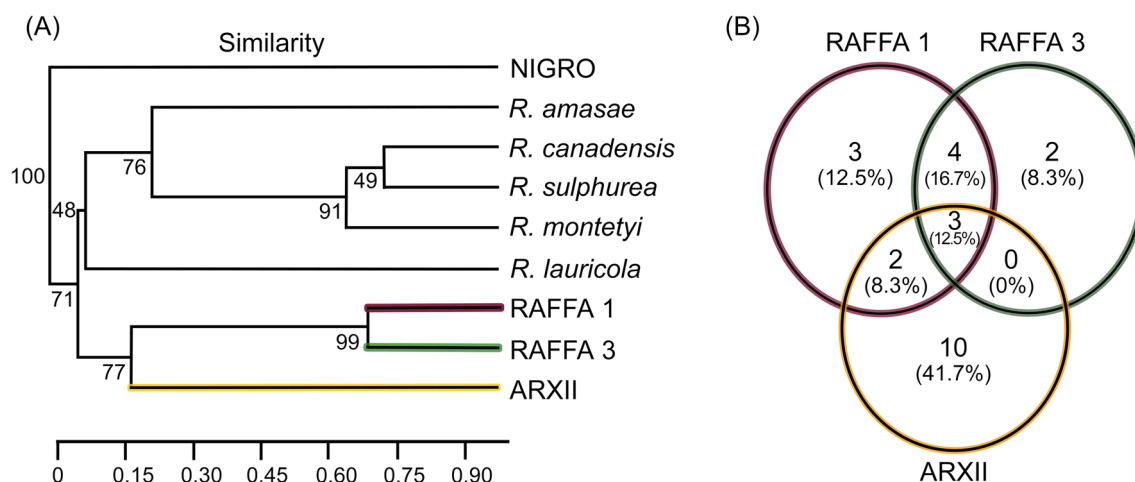 (A)
Similarity
NIGRO
R. amasae
R. canadensis
R. sulphurea
R. montetyi
R. lauricola
RAFFA 1
RAFFA 3
ARXII
100
76
49
91
48
71
99
77
0 0.15 0.30 0.45 0.60 0.75 0.90
(B)
RAFFA 1 RAFFA 3
3
(12.5%)
4
(16.7%)
2
(8.3%)
3
(12.5%)
2
(8.3%)
0
(0%)
10
(41.7%)
ARXII